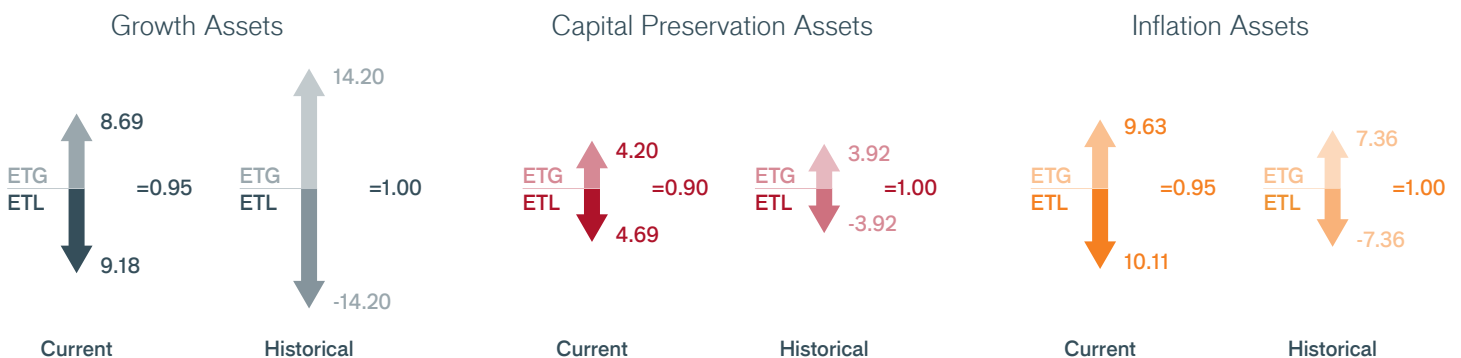 Growth Assets
8.69
ETG
ETL
=0.95
9.18
Current
14.20
ETG
ETL
=1.00
-14.20
Historical
Capital Preservation Assets
4.20
ETG
ETL
=0.90
4.69
Current
3.92
ETG
ETL
=1.00
-3.92
Historical
Inflation Assets
9.63
ETG
ETL
=0.95
10.11
Current
7.36
ETG
ETL
=1.00
-7.36
Historical